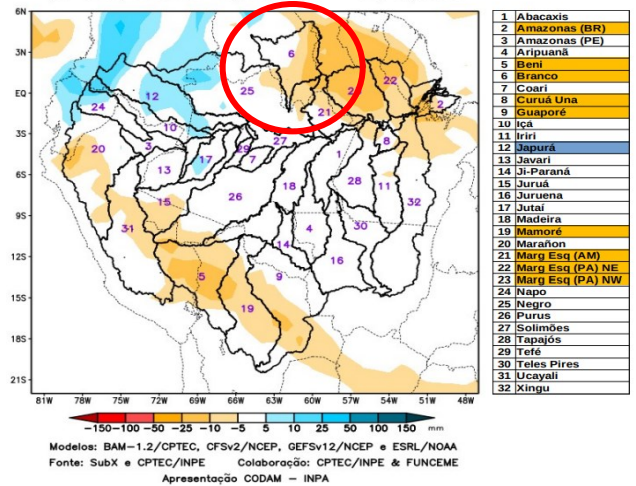 6N
3N
EQ
3S
6S
9S
12S
15S
18S
21S
81W 78W 75W 72W 69W 66W 63W 60W 57W 54W 51W 48W
6
25
12
24
22
21
2
10
20
3
17
29
7
27
1
8
13
18
28
11
15
26
32
31
4
30
14
16
5
9
19
-150 -100 -50 -25 -10 -5 5 10 25 50 100 150 mm
Modelos: BAM-1.2/CPTEC, CFSv2/NCEP, GEFSv12/NCEP e ESRL/NOAA
Fonte: SubX e CPTEC/INPE Colaboração: CPTEC/INPE & FUNCEME
Apresentação CODAM - INPA
1 Abacaxis
2 Amazonas (BR)
3 Amazonas (PE)
4 Aripuanã
5 Beni
6 Branco
7 Coari
8 Curuá Una
9 Guaporé
10 Içá
11 Iriri
12 Japurá
13 Javari
14 Ji-Paraná
15 Juruá
16 Juruena
17 Jutaí
18 Madeira
19 Mamoré
20 Marañon
21 Marg Esq (AM)
22 Marg Esq (PA) NE
23 Marg Esq (PA) NW
24 Napo
25 Negro
26 Purus
27 Solimões
28 Tapajós
29 Tefé
30 Teles Pires
31 Ucayali
32 Xingu